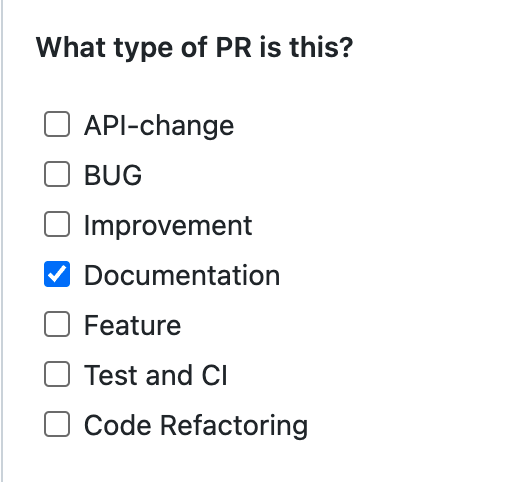 What type of PR is this?
API-change
BUG
Improvement
Documentation
Feature
Test and CI
Code Refactoring